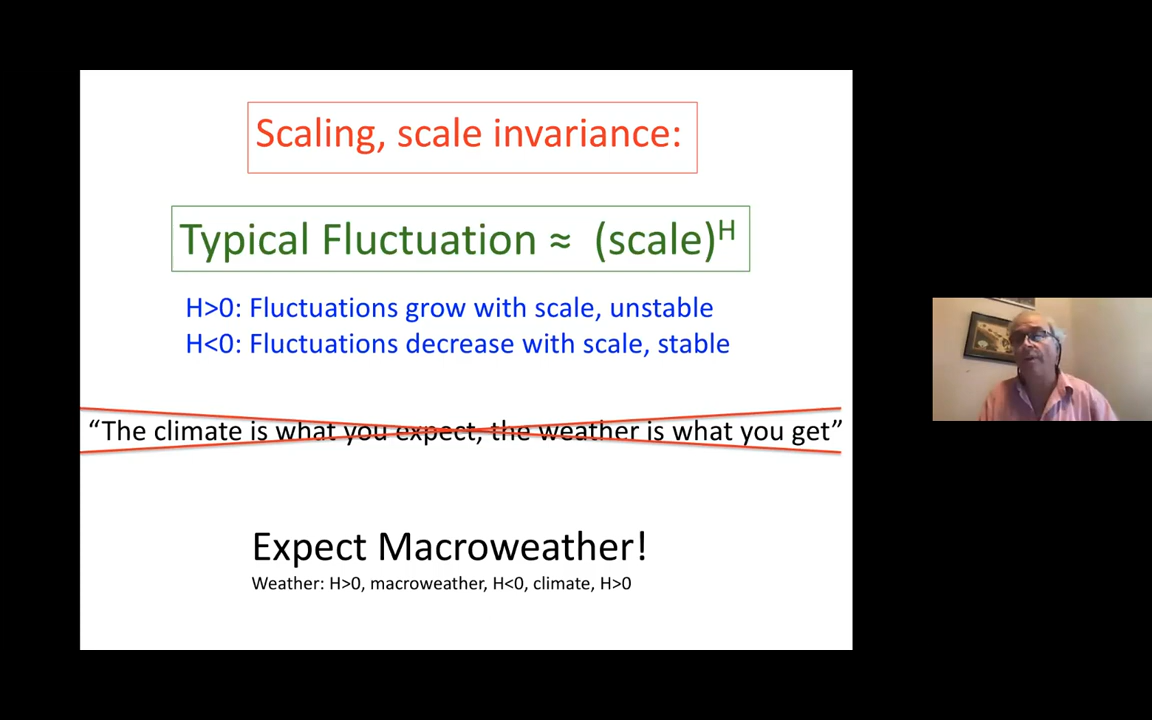 Scaling, scale invariance:
Typical Fluctuation ≈ (scale)ᴴ
H>0: Fluctuations grow with scale, unstable
H<0: Fluctuations decrease with scale, stable
“The climate is what you expect, the weather is what you get”
Expect Macroweather!
Weather: H>0, macroweather, H<0, climate, H>0